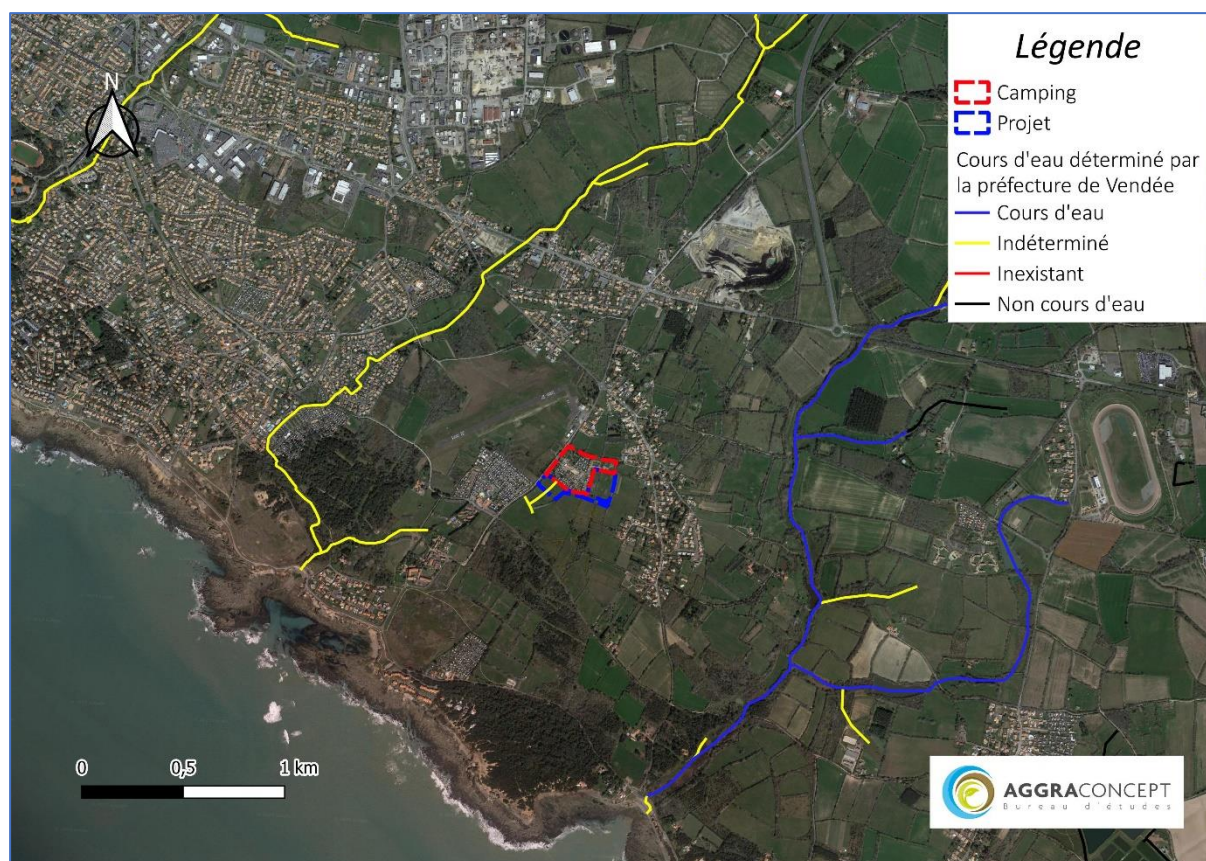 Légende
Camping
Projet
Cours d'eau déterminé par
la préfecture de Vendée
Cours d'eau
Indéterminé
Inexistant
Non cours d'eau
N
0 0,5 1 km
AGGRACONCEPT
Bureau d'études